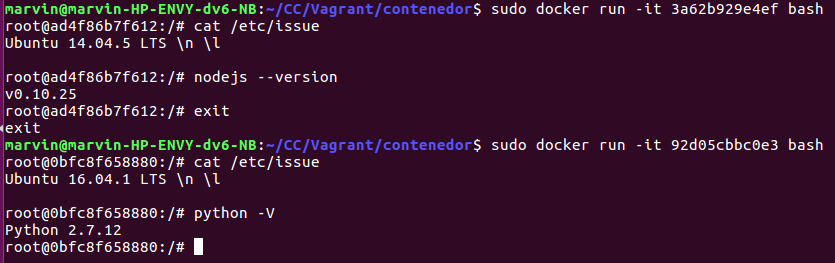 marvin@marvin-HP-ENVY-dv6-NB:~/CC/Vagrant/contenedor$ sudo docker run -it 3a62b929e4ef bash
root@ad4f86b7f612:/# cat /etc/issue
Ubuntu 14.04.5 LTS \n \l
root@ad4f86b7f612:/# nodejs --version
v0.10.25
root@ad4f86b7f612:/# exit
exit
marvin@marvin-HP-ENVY-dv6-NB:~/CC/Vagrant/contenedor$ sudo docker run -it 92d05cbbc0e3 bash
root@0bfc8f658880:/# cat /etc/issue
Ubuntu 16.04.1 LTS \n \l
root@0bfc8f658880:/# python -V
Python 2.7.12
root@0bfc8f658880:/#